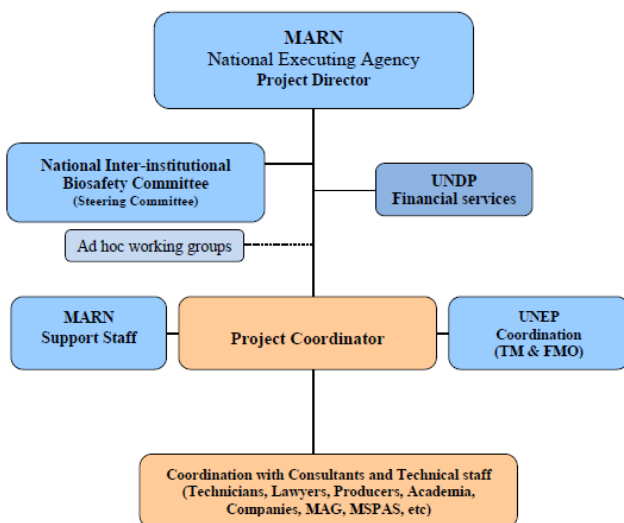 MARN
National Executing Agency
Project Director
National Inter-institutional
Biosafety Committee
(Steering Committee)
UNDP
Financial services
Ad hoc working groups
MARN
Support Staff
Project Coordinator
UNEP
Coordination
(TM & FMO)
Coordination with Consultants and Technical staff
(Technicians, Lawyers, Producers, Academia,
Companies, MAG, MSPAS, etc)